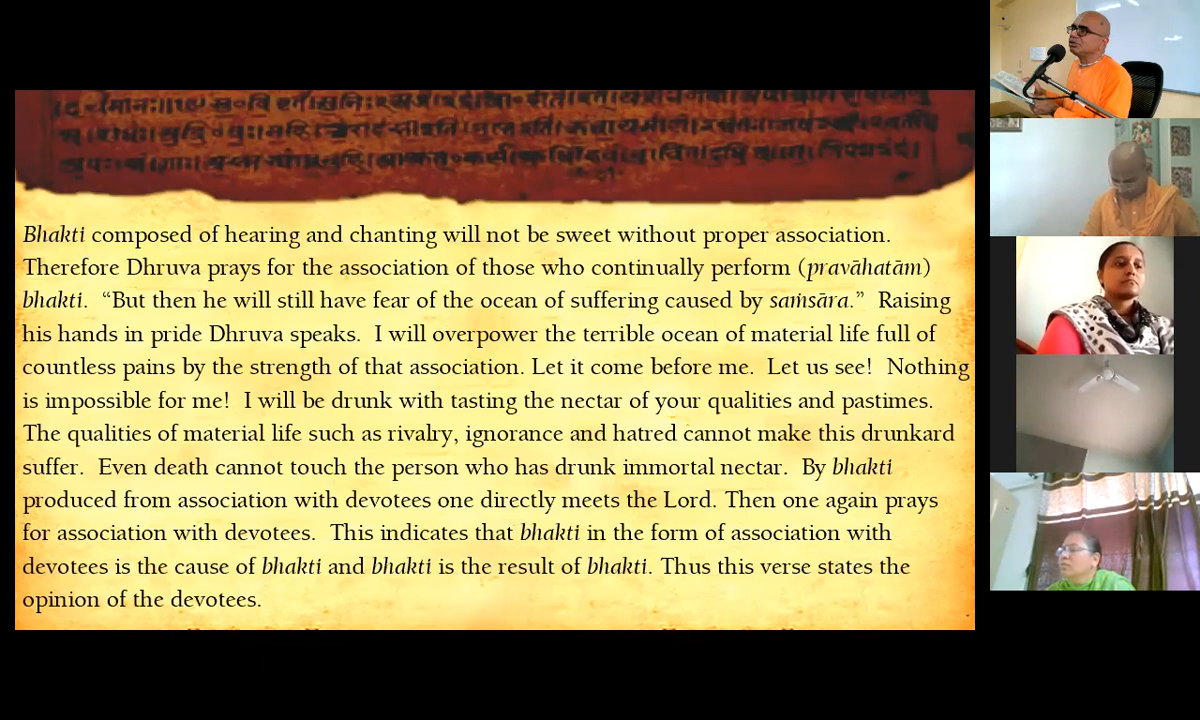 Bhakti composed of hearing and chanting will not be sweet without proper association.
Therefore Dhruva prays for the association of those who continually perform (pravāhatām)
bhakti.  “But then he will still have fear of the ocean of suffering caused by saṁsāra.”  Raising
his hands in pride Dhruva speaks.  I will overpower the terrible ocean of material life full of
countless pains by the strength of that association. Let it come before me.  Let us see!  Nothing
is impossible for me!  I will be drunk with tasting the nectar of your qualities and pastimes.
The qualities of material life such as rivalry, ignorance and hatred cannot make this drunkard
suffer.  Even death cannot touch the person who has drunk immortal nectar.  By bhakti
produced from association with devotees one directly meets the Lord. Then one again prays
for association with devotees.  This indicates that bhakti in the form of association with
devotees is the cause of bhakti and bhakti is the result of bhakti. Thus this verse states the
opinion of the devotees.